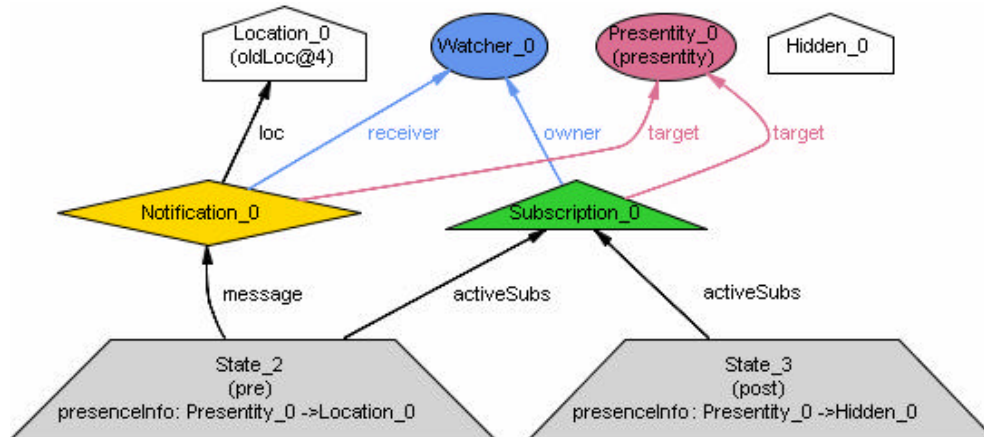 Location_0
(oldLoc@4)
Watcher_0
Presentity_0
(presentity)
Hidden_0
loc
receiver
owner
target
target
Notification_0
Subscription_0
message
activeSubs
activeSubs
State_2
(pre)
presenceInfo: Presentity_0 ->Location_0
State_3
(post)
presenceInfo: Presentity_0 ->Hidden_0